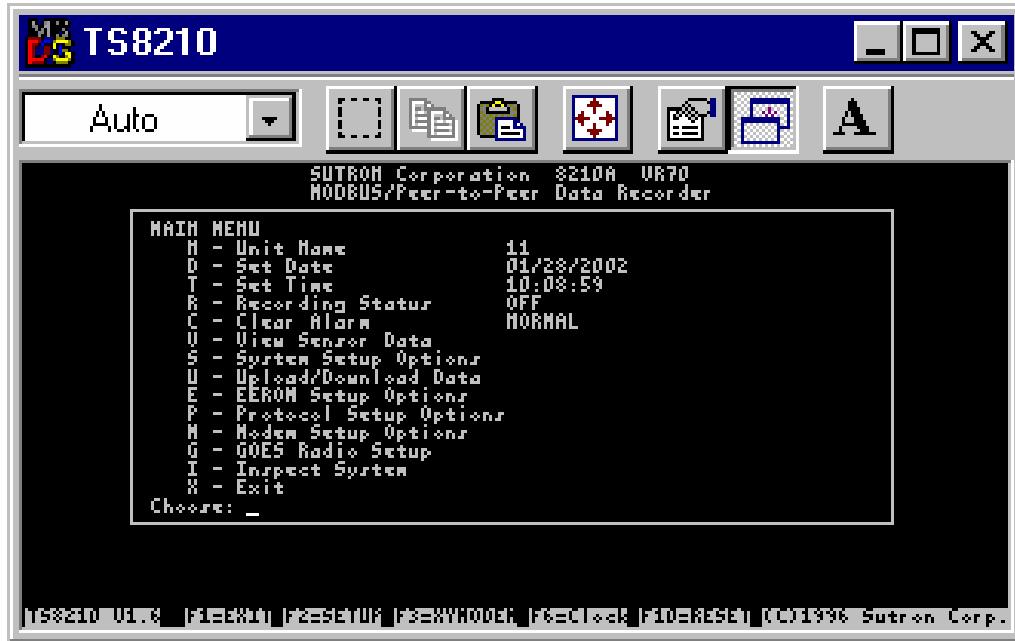 TS8210
Auto
A
SUTRON Corporation 8210A VR70
MODBUS/Peer-to-Peer Data Recorder
MAIN MENU
N - Unit Name 11
D - Set Date 01/28/2002
T - Set Time 10:08:59
R - Recording Status OFF
C - Clear Alarm NORMAL
V - View Sensor Data
S - System Setup Options
U - Upload/Download Data
E - EEROM Setup Options
P - Protocol Setup Options
M - Modem Setup Options
G - GOES Radio Setup
I - Inspect System
X - Exit
Choose: _
TS8210 V1.6 F1=EXIT F2=SETUP F3=XYMODEM F6=Clock F10=RESET (C)1996 Sutron Corp.